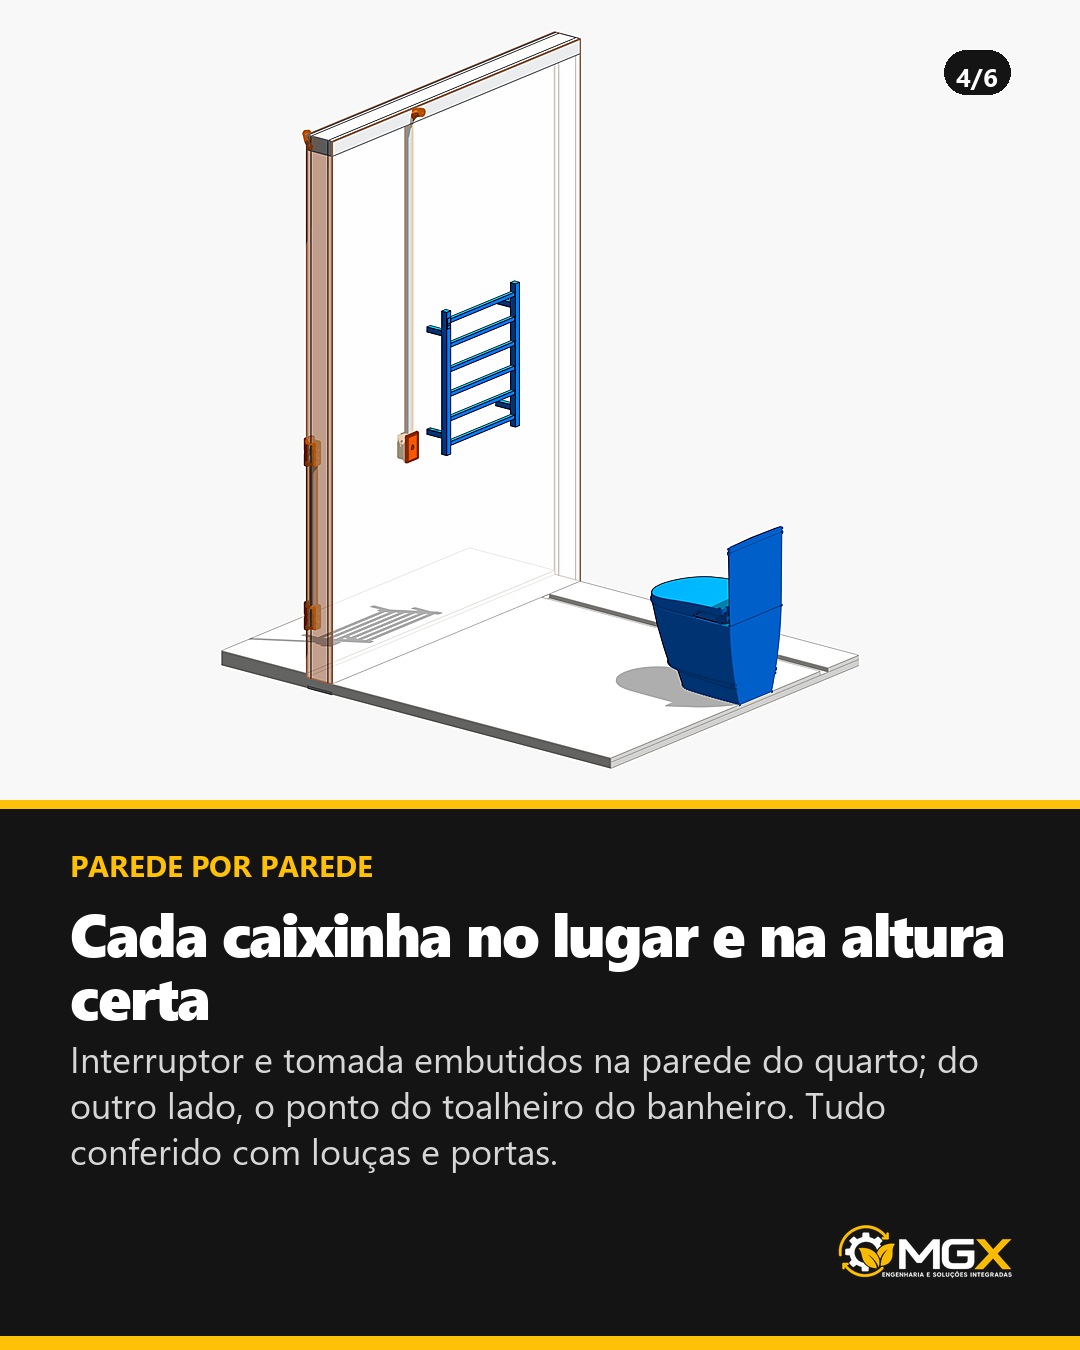 4/6
PAREDE POR PAREDE
Cada caixinha no lugar e na altura
certa
Interruptor e tomada embutidos na parede do quarto; do
outro lado, o ponto do toalheiro do banheiro. Tudo
conferido com louças e portas.
MGX
ENGENHARIA E SOLUÇÕES INTEGRADAS